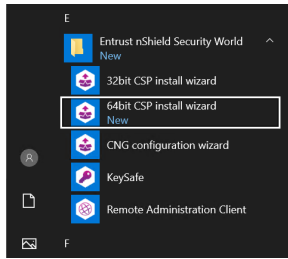 E
Entrust nShield Security World
New
32bit CSP install wizard
64bit CSP install wizard
New
CNG configuration wizard
KeySafe
Remote Administration Client
F